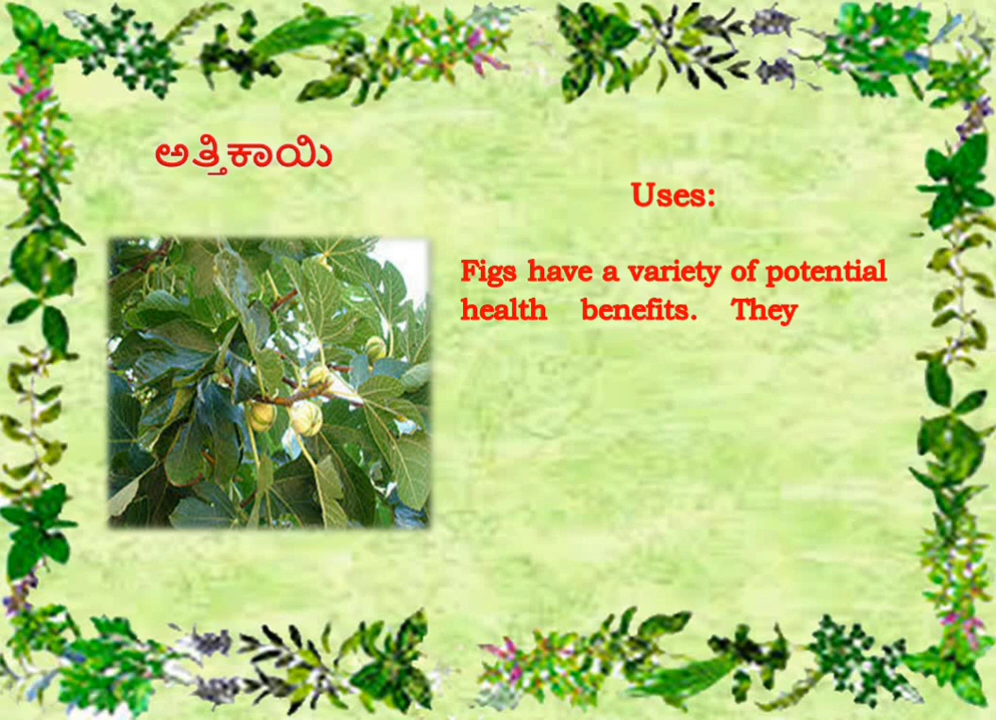 ಅತ್ತಿಕಾಯಿ
Uses:
Figs have a variety of potential
health benefits. They